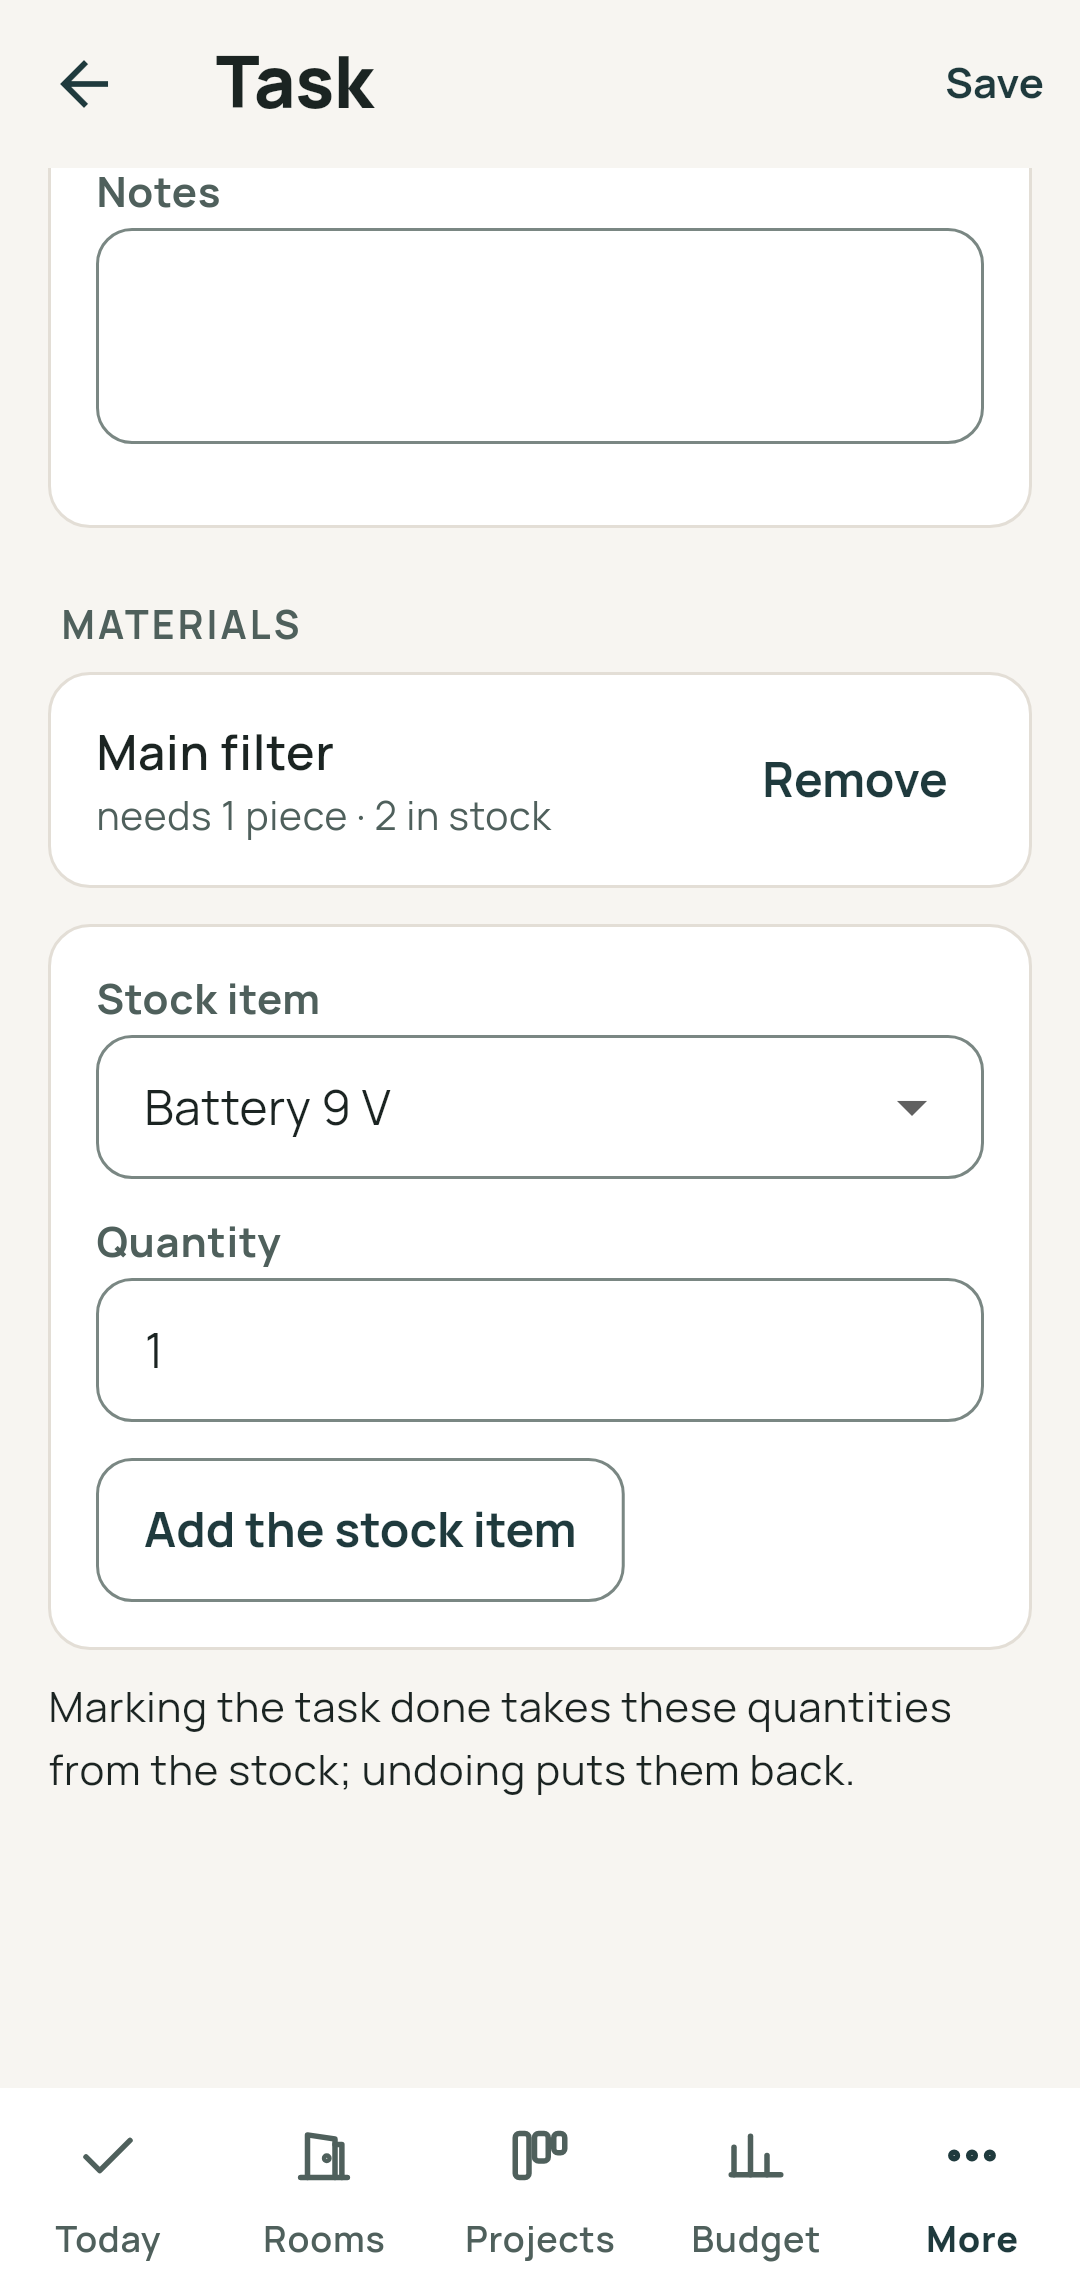 Task
Save
Notes
MATERIALS
Main filter
needs 1 piece · 2 in stock
Remove
Stock item
Battery 9 V
Quantity
1
Add the stock item
Marking the task done takes these quantities
from the stock; undoing puts them back.
Today
Rooms
Projects
Budget
More